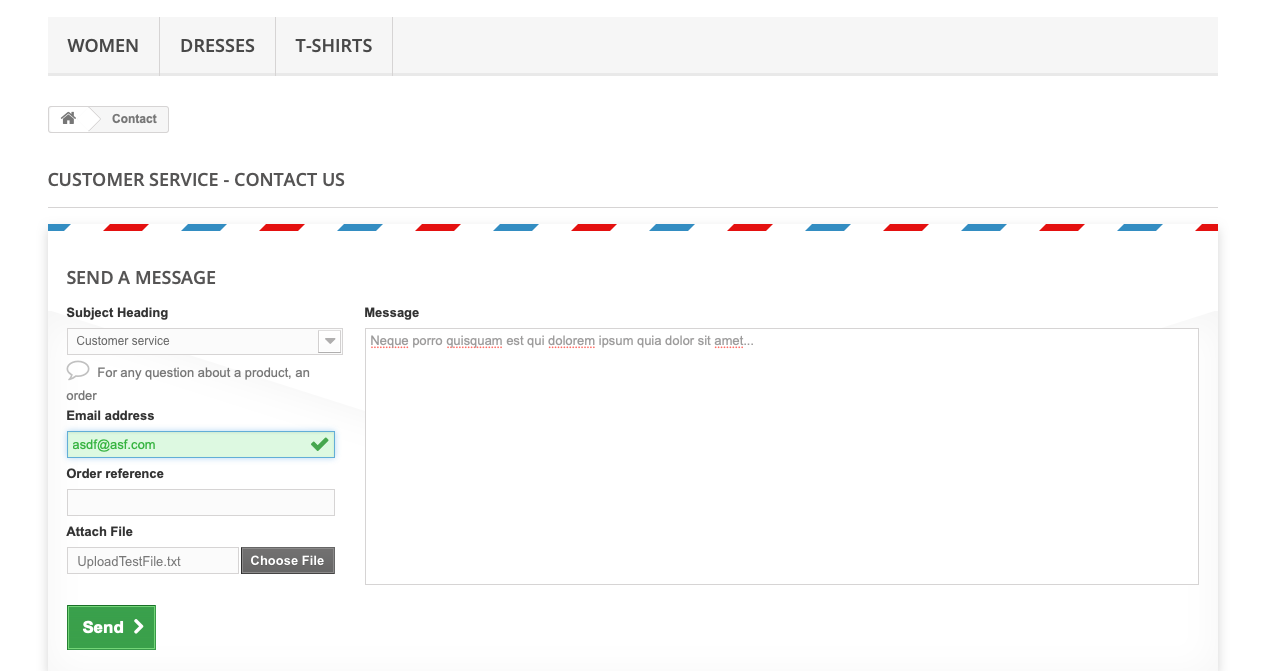 WOMEN DRESSES T-SHIRTS
Contact
CUSTOMER SERVICE - CONTACT US
SEND A MESSAGE
Subject Heading
Customer service
For any question about a product, an
order
Email address
asdf@asf.com
Order reference
Attach File
UploadTestFile.txt Choose File
Send
Message
Neque porro quisquam est qui dolorem ipsum quia dolor sit amet...